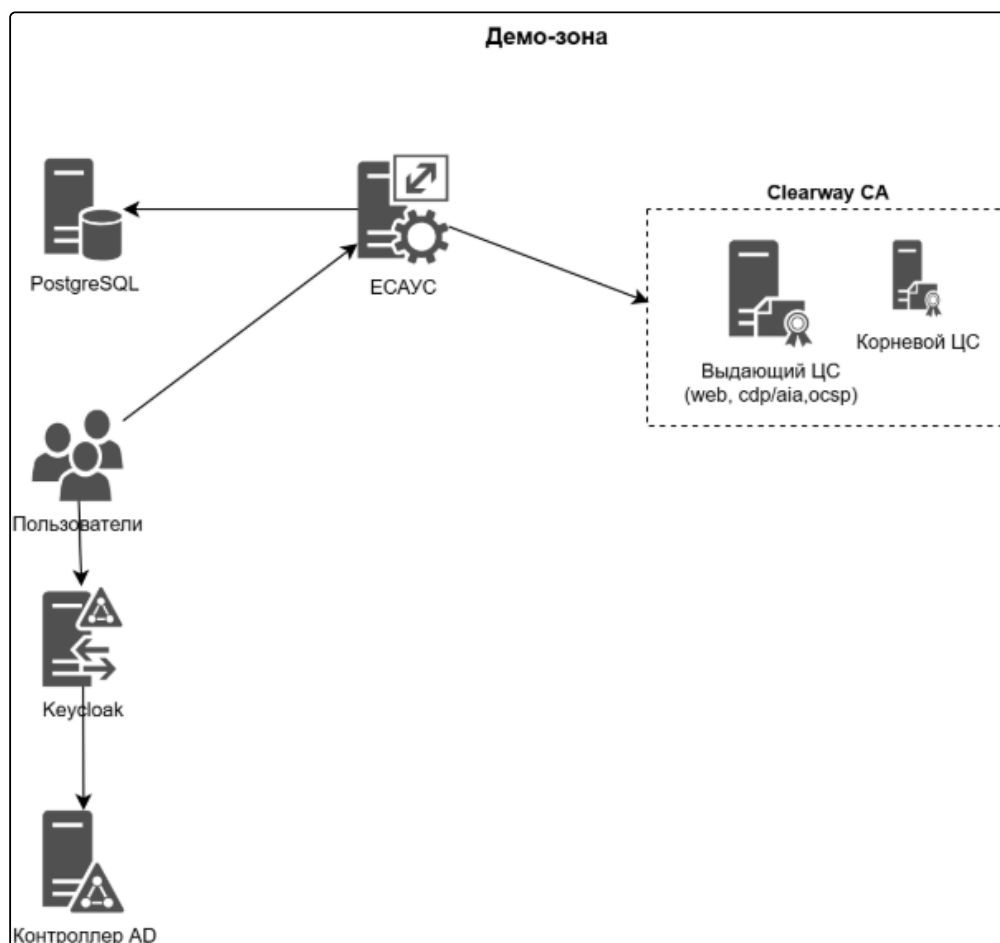 Демо-зона
PostgreSQL
ЕСАУС
Clearway CA
Выдающий ЦС
(web, cdp/aia,ocsp)
Корневой ЦС
Пользователи
Keycloak
Контроллер AD